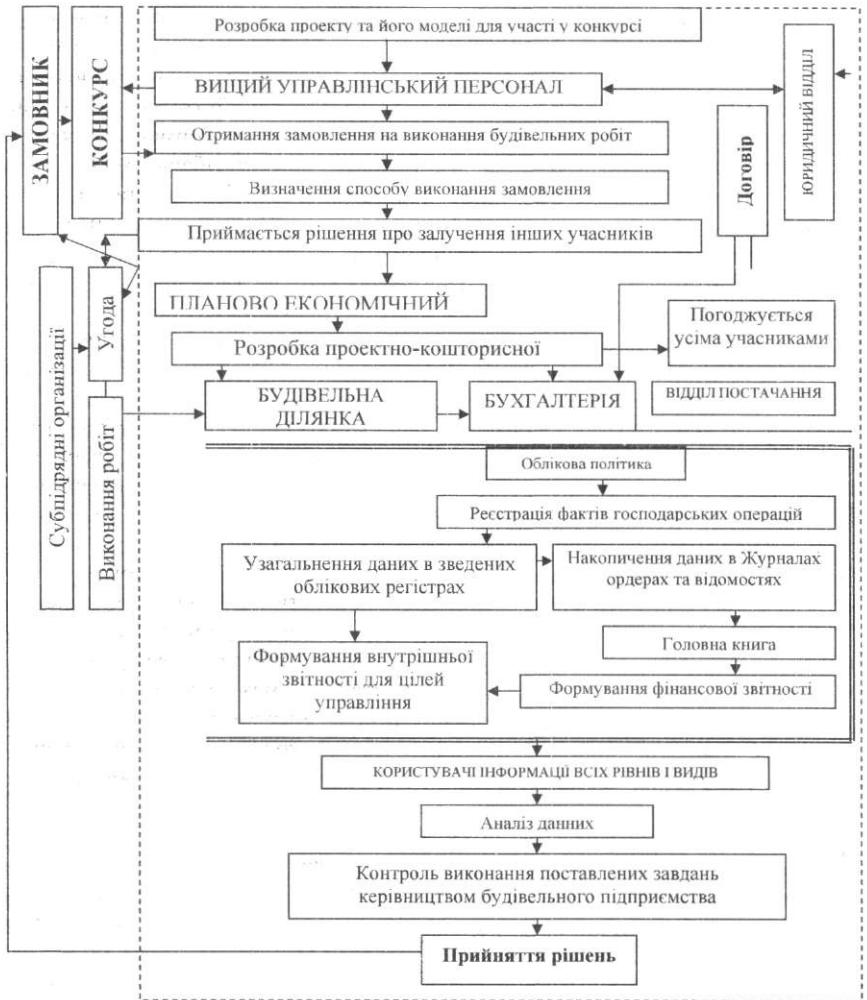 Розробка проекту та його моделі для участі у конкурсі
ЗАМОВНИК
КОНКУРС
ВИЩИЙ УПРАВЛІНСЬКИЙ ПЕРСОНАЛ
ЮРИДИЧНИЙ ВІДДІЛ
Отримання замовлення на виконання будівельних робіт
Договір
Визначення способу виконання замовлення
Приймається рішення про залучення інших учасників
Субпідрядні організації
Угода
ПЛАНОВО ЕКОНОМІЧНИЙ
Погоджується
усіма учасниками
Розробка проектно-кошторисної
Виконання робіт
БУДІВЕЛЬНА
ДІЛЯНКА
БУХГАЛТЕРІЯ
ВІДДІЛ ПОСТАЧАННЯ
Облікова політика
Реєстрація фактів господарських операцій
Узагальнення даних в зведених
облікових регістрах
Накопичення даних в Журналах
ордерах та відомостях
Головна книга
Формування внутрішньої
звітності для цілей
управління
Формування фінансової звітності
КОРИСТУВАЧІ ІНФОРМАЦІЇ ВСІХ РІВНІВ І ВИДІВ
Аналіз данних
Контроль виконання поставлених завдань
керівництвом будівельного підприємства
Прийняття рішень